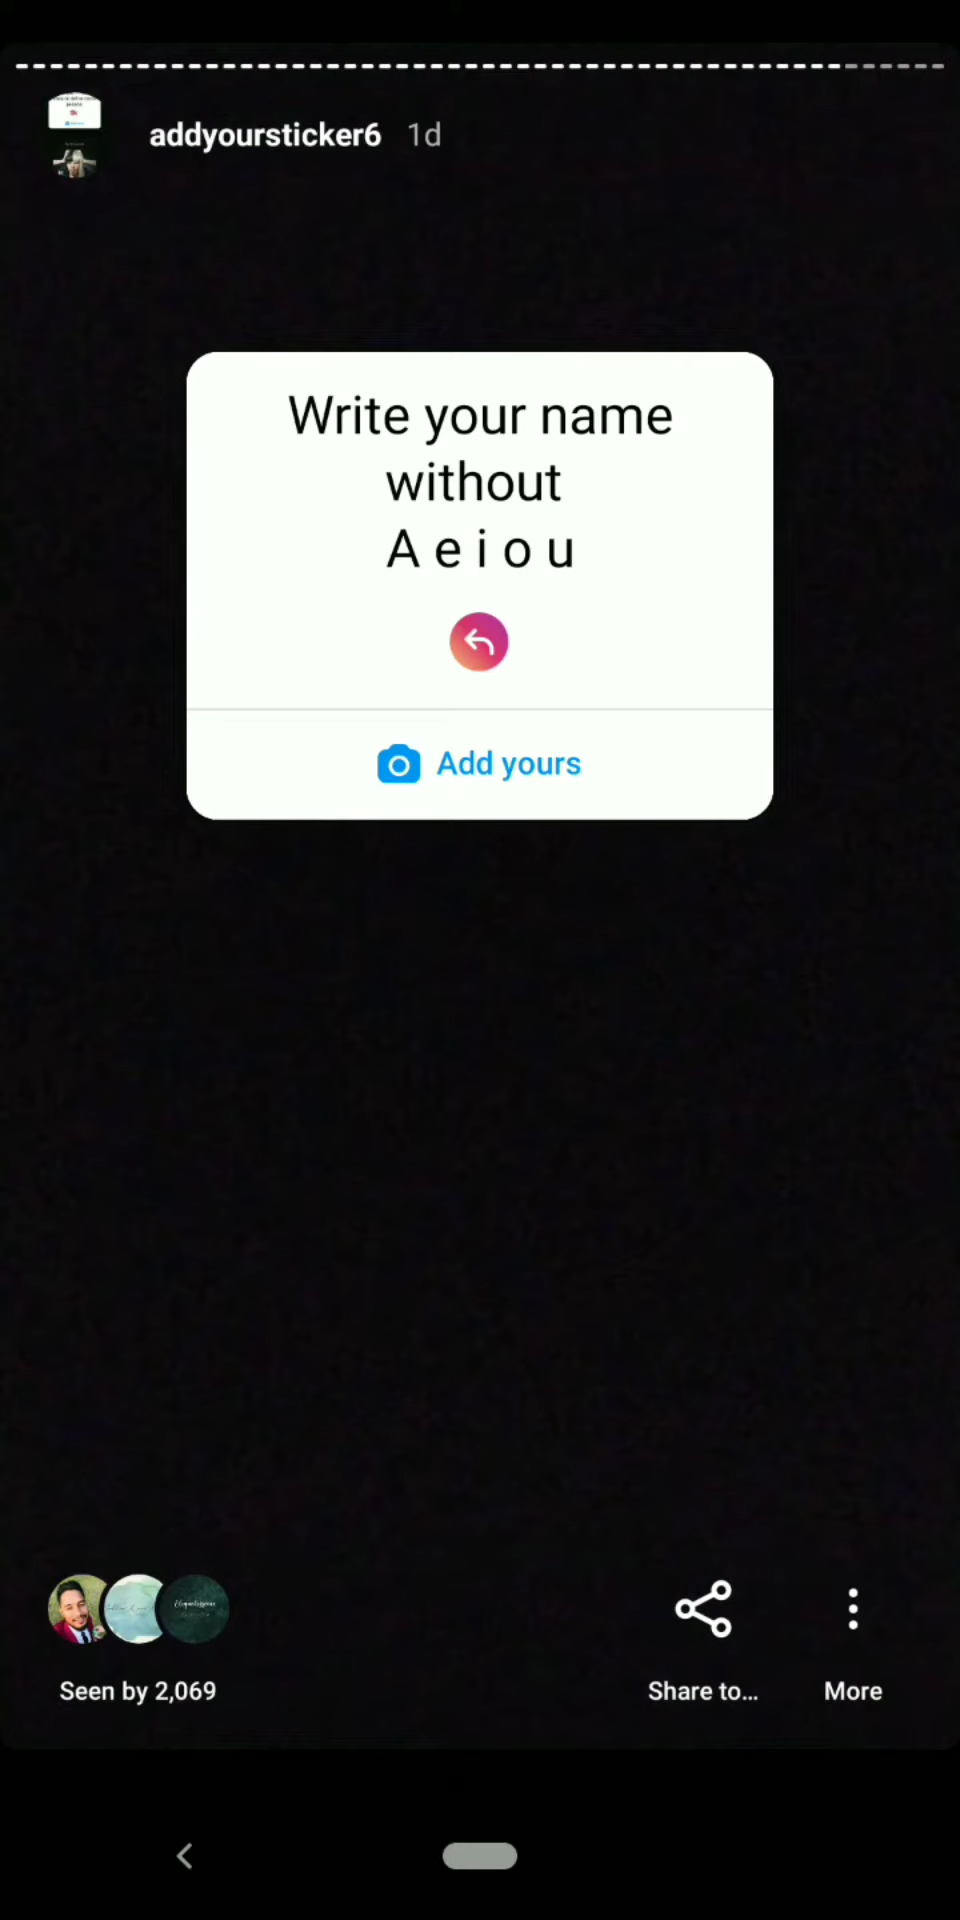 addyoursticker6 1d
Write your name
without
A e i o u
Add yours
Seen by 2,069
Share to...
More